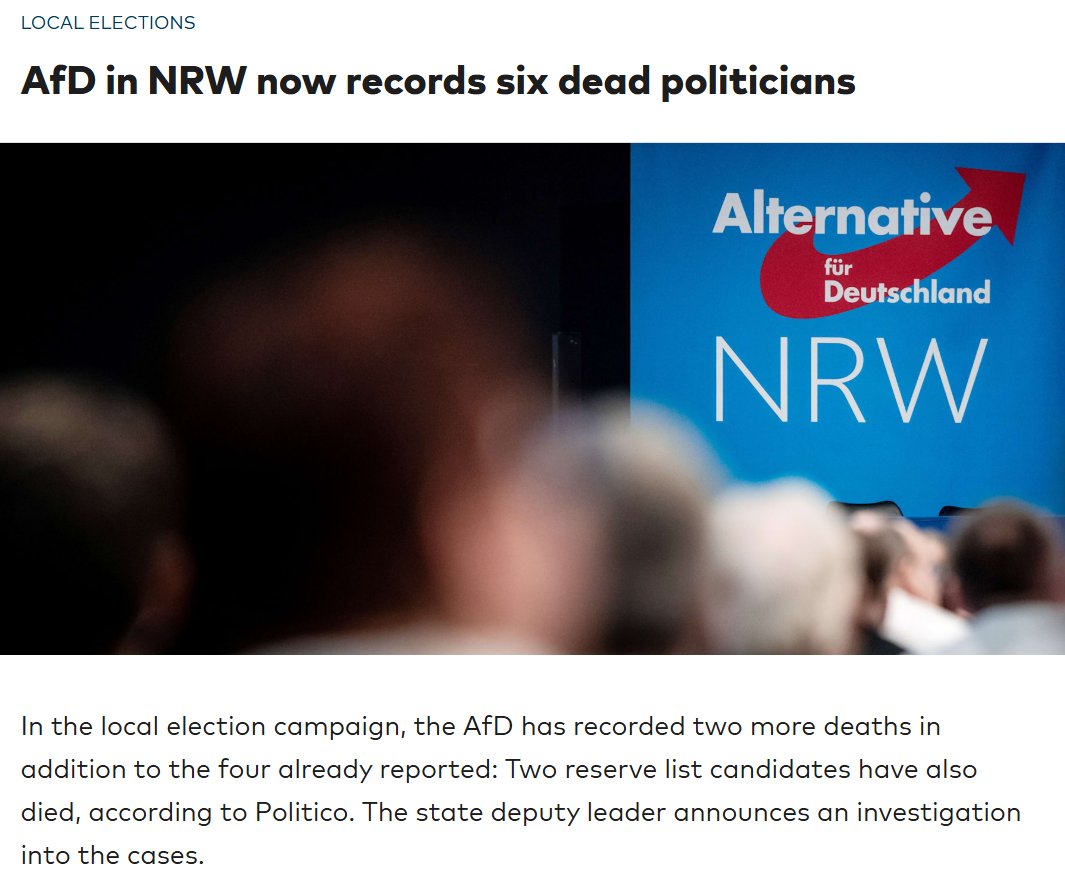 LOCAL ELECTIONS
AfD in NRW now records six dead politicians
Alternative
für
Deutschland
NRW
In the local election campaign, the AfD has recorded two more deaths in
addition to the four already reported: Two reserve list candidates have also
died, according to Politico. The state deputy leader announces an investigation
into the cases.